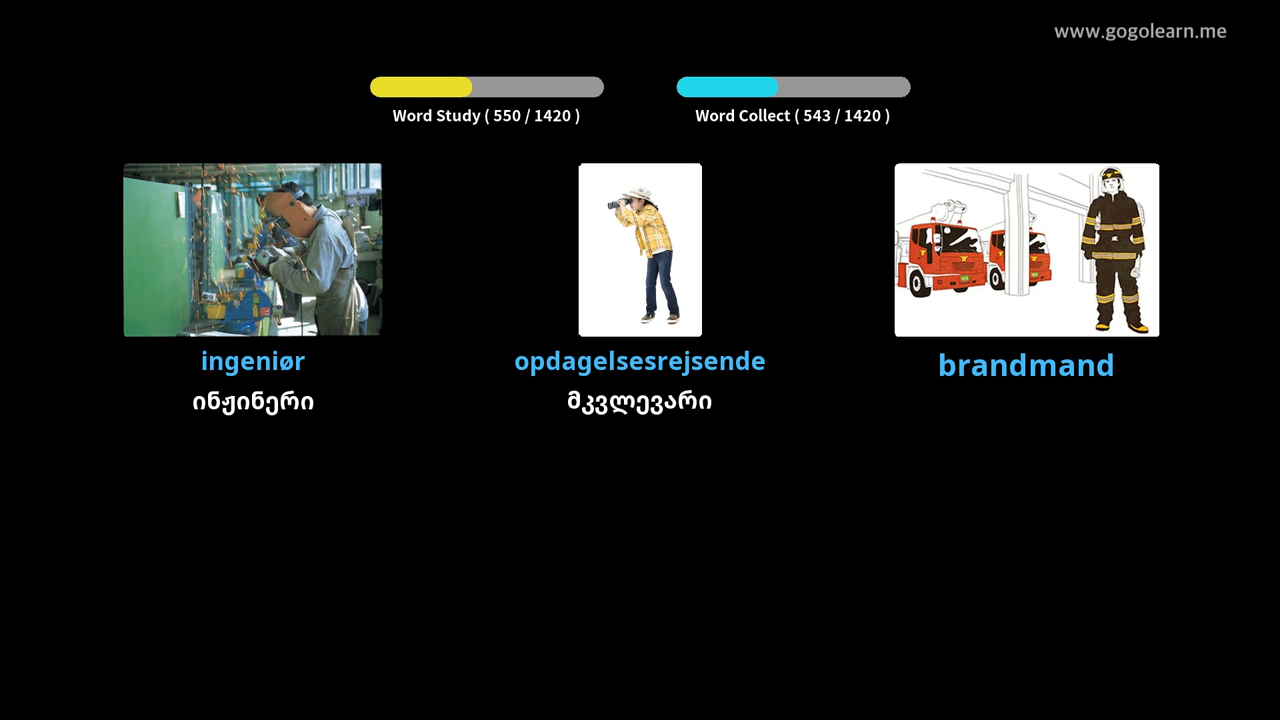 www.gogolearn.me
Word Study ( 550 / 1420 )
Word Collect ( 543 / 1420 )
ingeniør
opdagelsesrejsende
brandmand
ინჟინერი
მკვლევარი